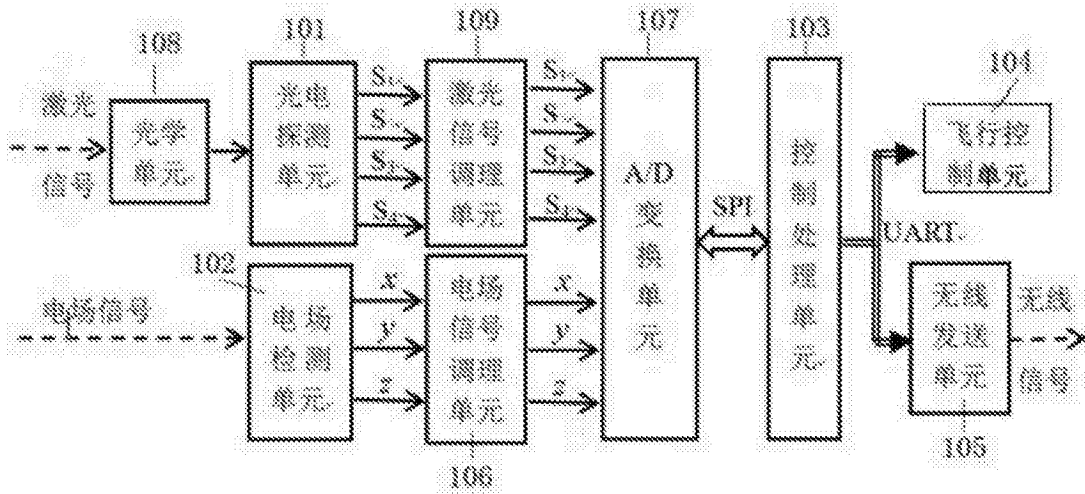 108
101
109
107
103
104
激光
信号
光学
单元
光电
探测
单元
S₁
激光
信号
调理
单元
S₁
A/D
变换
单元
SPI
控制
处理
单元
飞行控
制单元
UART
102
电场信号
电场
检测
单元
x
y
z
电场
信号
调理
单元
x
y
z
无线
发送
单元
无线
信号
106
105